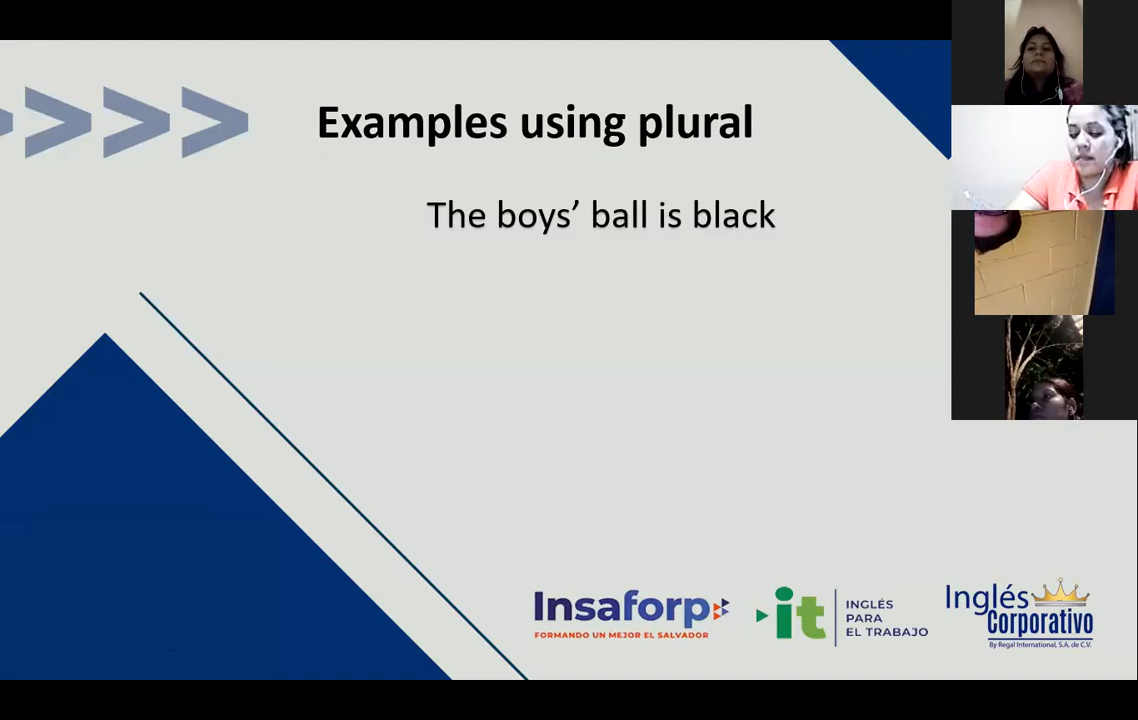 Examples using plural
The boys’ ball is black
Insaforp
FORMANDO UN MEJOR EL SALVADOR
it
INGLÉS
PARA
EL TRABAJO
Inglés
Corporativo
By Regal International, S.A. de C.V.